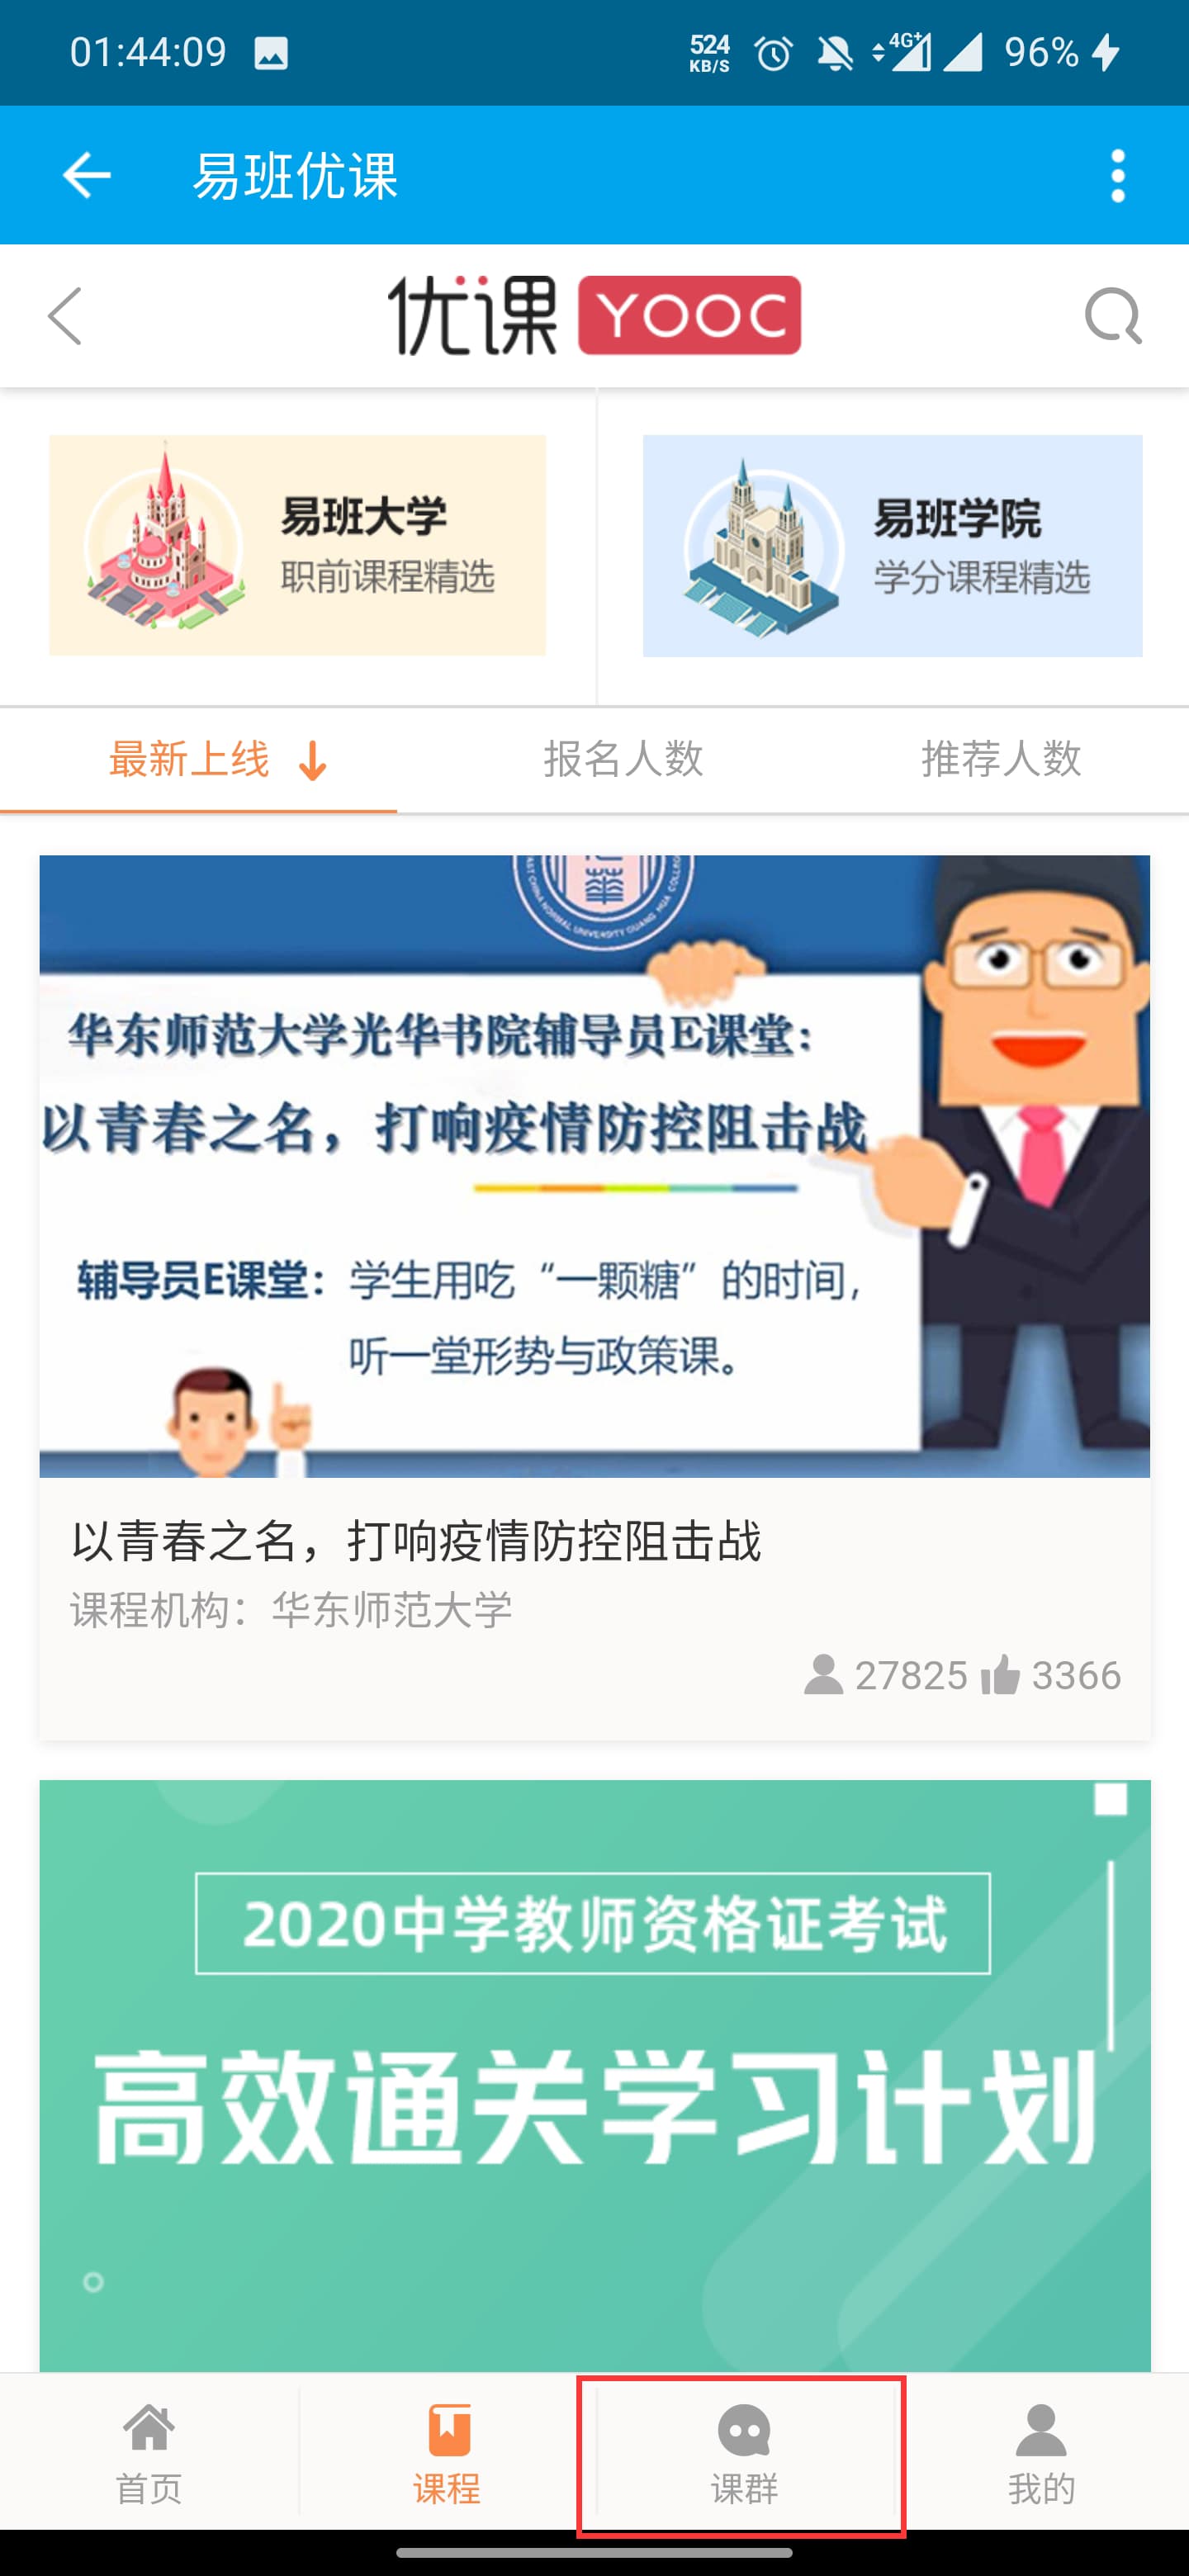 01:44:09 524 KB/S 4G+ 96%
易班优课
优课 YOOC
易班大学
职前课程精选
易班学院
学分课程精选
最新上线 报名人数 推荐人数
华东师范大学光华书院辅导员E课堂：
以青春之名，打响疫情防控阻击战
辅导员E课堂：学生用吃“一颗糖”的时间，
听一堂形势与政策课。
以青春之名，打响疫情防控阻击战
课程机构：华东师范大学
27825 3366
2020中学教师资格证考试
高效通关学习计划
首页 课程 课群 我的